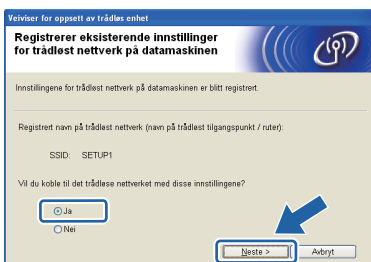 Veiviser for oppsett av trådløs enhet
Registrerer eksisterende innstillinger
for trådløst nettverk på datamaskinen
Innstillingene for trådløst nettverk på datamaskinen er blitt registrert.
Registrert navn på trådløst nettverk (navn på trådløst tilgangspunkt / ruter):
SSID: SETUP1
Vil du koble til det trådløse nettverket med disse innstillingene?
Ja
Nei
Neste > Avbryt